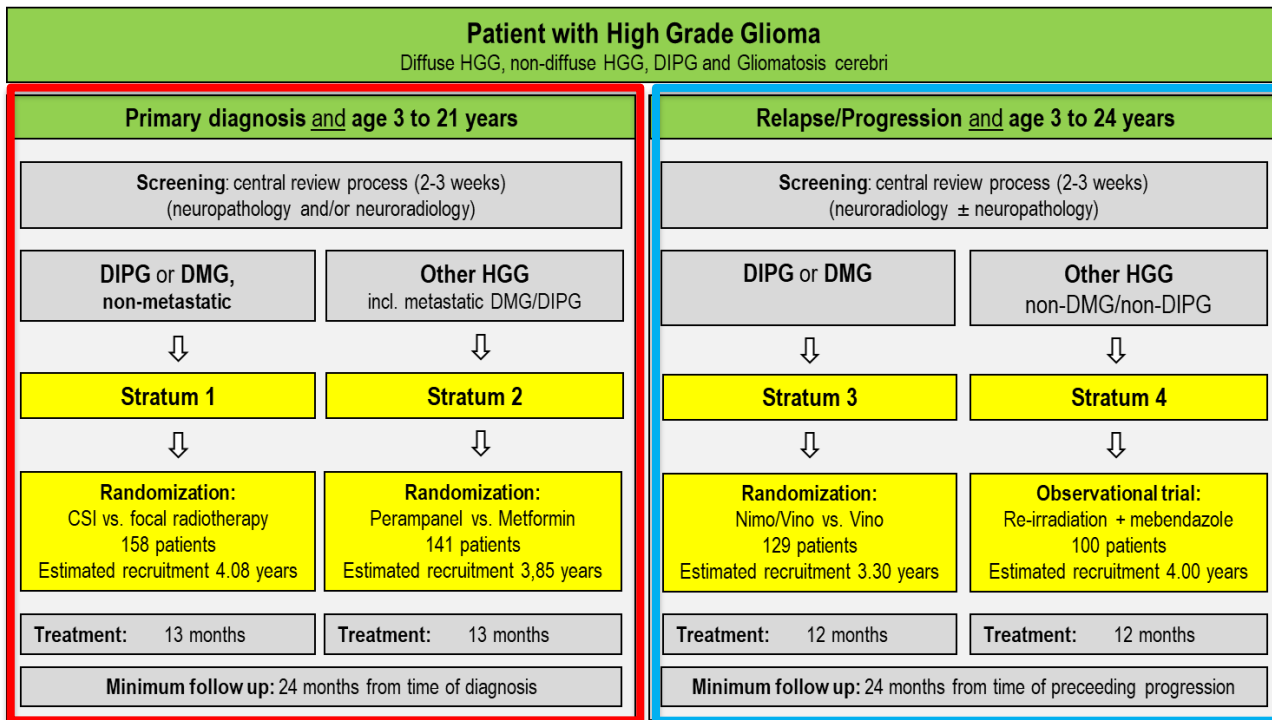 Patient with High Grade Glioma
Diffuse HGG, non-diffuse HGG, DIPG and Gliomatosis cerebri
Primary diagnosis and age 3 to 21 years
Screening: central review process (2-3 weeks)
(neuropathology and/or neuroradiology)
DIPG or DMG,
non-metastatic
Other HGG
incl. metastatic DMG/DIPG
Stratum 1
Stratum 2
Randomization:
CSI vs. focal radiotherapy
158 patients
Estimated recruitment 4.08 years
Randomization:
Perampanel vs. Metformin
141 patients
Estimated recruitment 3,85 years
Treatment: 13 months
Treatment: 13 months
Minimum follow up: 24 months from time of diagnosis
Relapse/Progression and age 3 to 24 years
Screening: central review process (2-3 weeks)
(neuroradiology ± neuropathology)
DIPG or DMG
Other HGG
non-DMG/non-DIPG
Stratum 3
Stratum 4
Randomization:
Nimo/Vino vs. Vino
129 patients
Estimated recruitment 3.30 years
Observational trial:
Re-irradiation + mebendazole
100 patients
Estimated recruitment 4.00 years
Treatment: 12 months
Treatment: 12 months
Minimum follow up: 24 months from time of preceeding progression